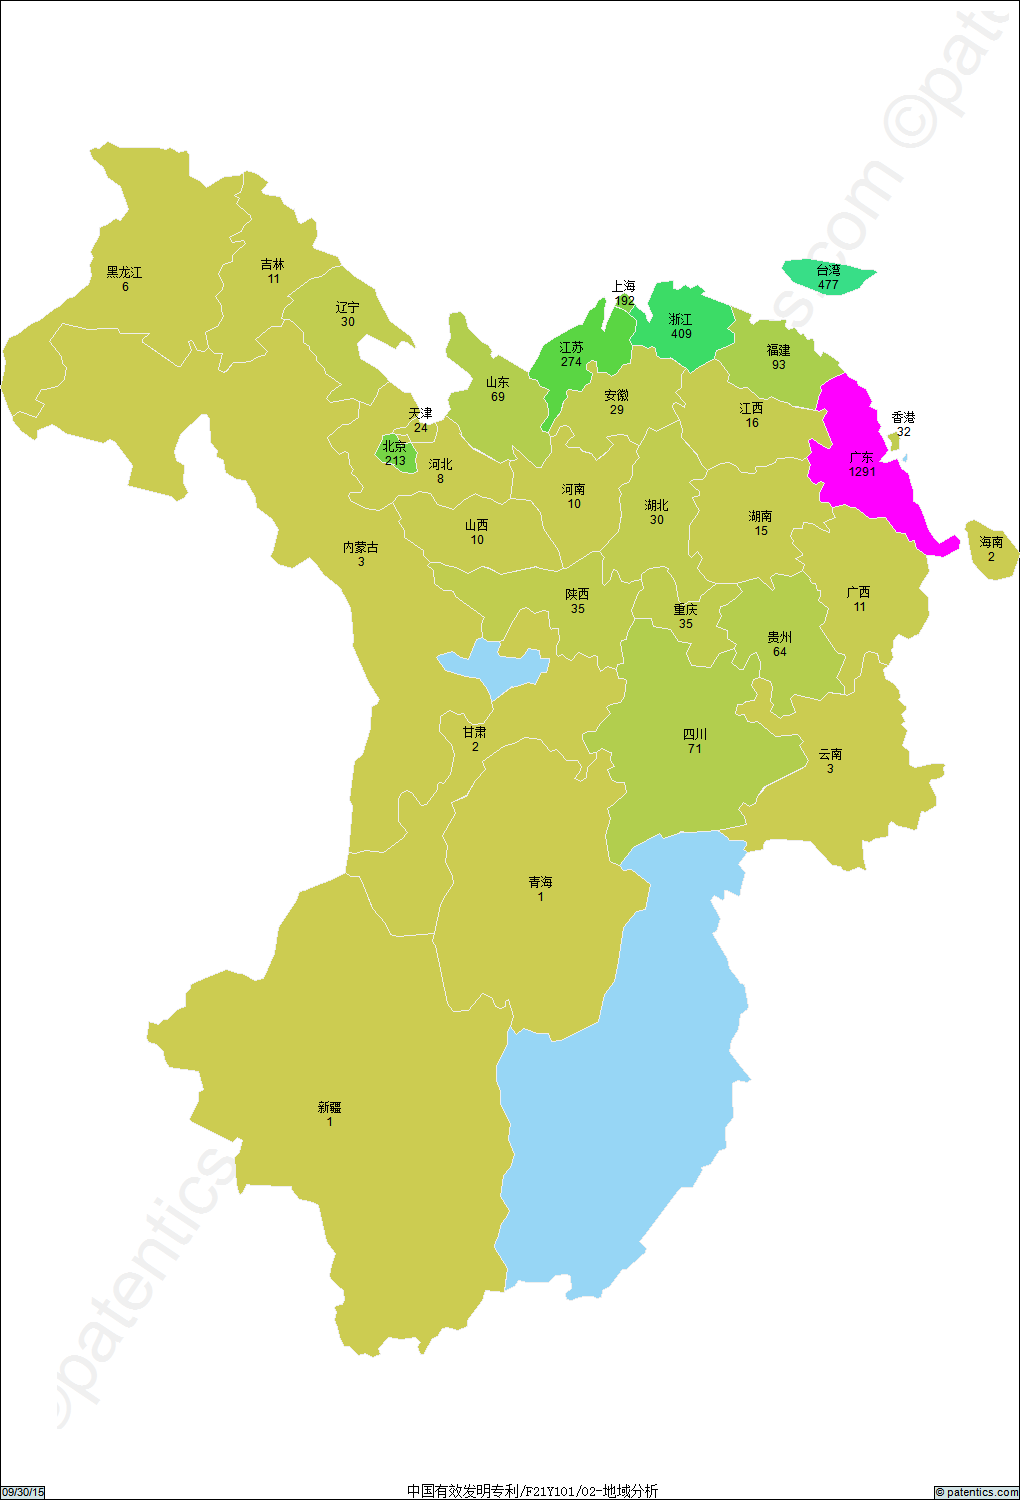 ©patentics.com ©patentics.com
黑龙江
6
吉林
11
辽宁
30
上海
192
台湾
477
浙江
409
江苏
274
福建
93
山东
69
安徽
29
江西
16
天津
24
香港
32
北京
213
河北
8
广东
1291
河南
10
湖北
30
湖南
15
山西
10
内蒙古
3
海南
2
陕西
35
重庆
35
广西
11
贵州
64
甘肃
2
四川
71
云南
3
青海
1
新疆
1
09/30/15
中国有效发明专利/F21Y101/02-地域分析
© patentics.com